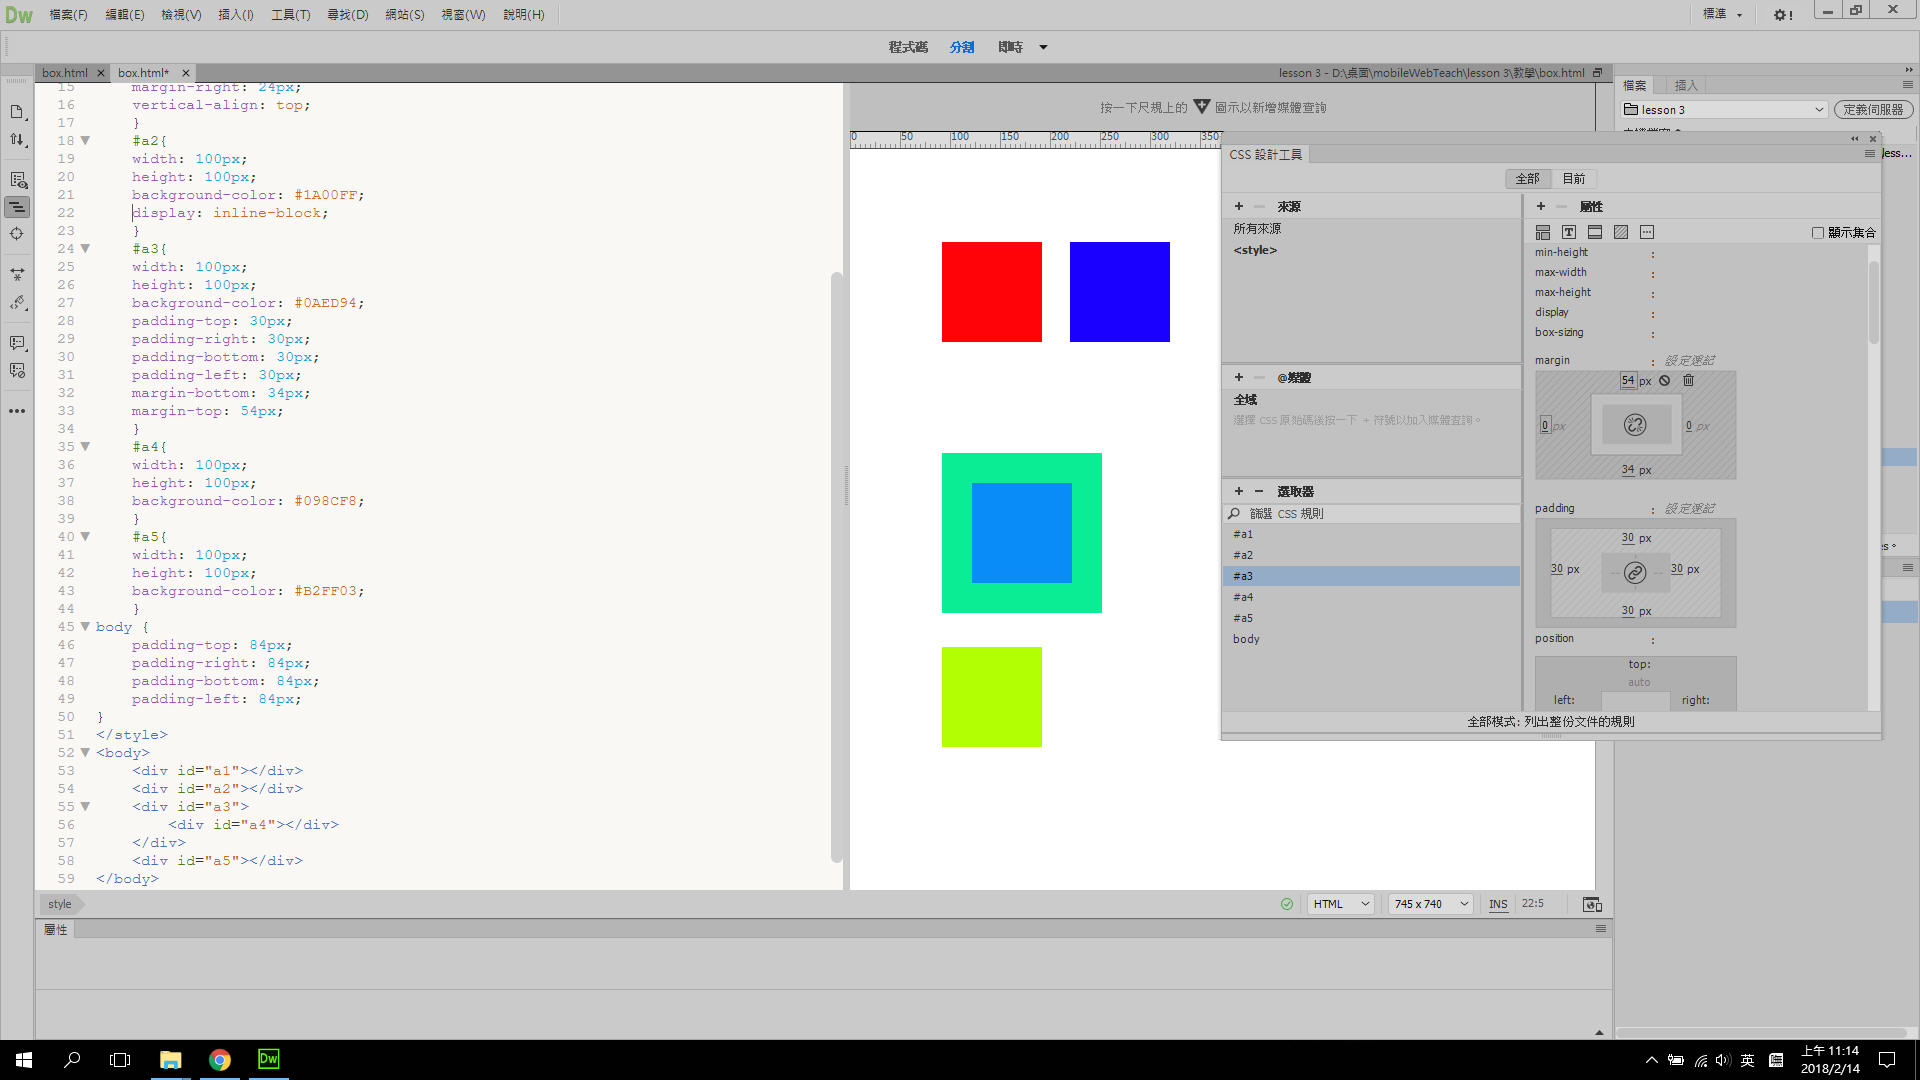 Dw 檔案(F) 編輯(E) 檢視(V) 插入(I) 工具(T) 尋找(D) 網站(S) 視窗(W) 說明(H) 標準
程式碼 分割 即時
box.html box.html* lesson 3 - D:\桌面\mobileWebTeach\lesson 3\教學\box.html
15 margin-right: 24px;
16 vertical-align: top;
17 }
18 #a2{
19 width: 100px;
20 height: 100px;
21 background-color: #1A00FF;
22 display: inline-block;
23 }
24 #a3{
25 width: 100px;
26 height: 100px;
27 background-color: #0AED94;
28 padding-top: 30px;
29 padding-right: 30px;
30 padding-bottom: 30px;
31 padding-left: 30px;
32 margin-bottom: 34px;
33 margin-top: 54px;
34 }
35 #a4{
36 width: 100px;
37 height: 100px;
38 background-color: #098CF8;
39 }
40 #a5{
41 width: 100px;
42 height: 100px;
43 background-color: #B2FF03;
44 }
45 body {
46 padding-top: 84px;
47 padding-right: 84px;
48 padding-bottom: 84px;
49 padding-left: 84px;
50 }
51 </style>
52 <body>
53 <div id="a1"></div>
54 <div id="a2"></div>
55 <div id="a3">
56 <div id="a4"></div>
57 </div>
58 <div id="a5"></div>
59 </body>
按一下尺規上的 圖示以新增媒體查詢
0 50 100 150 200 250 300 350
CSS 設計工具
全部 目前
來源
所有來源
<style>
@媒體
全域
選擇 CSS 原始碼後按一下 + 符號以加入媒體查詢。
選取器
篩選 CSS 規則
#a1
#a2
#a3
#a4
#a5
body
屬性
顯示集合
min-height :
max-width :
max-height :
display :
box-sizing :
margin : 設定速記
54 px
0 px 0 px
34 px
padding : 設定速記
30 px
30 px 30 px
30 px
position :
top:
auto
left: right:
全部模式: 列出整份文件的規則
檔案 插入
lesson 3 定義伺服器
less...
style HTML 745 x 740 INS 22:5
屬性
Dw 英 上午 11:14
2018/2/14